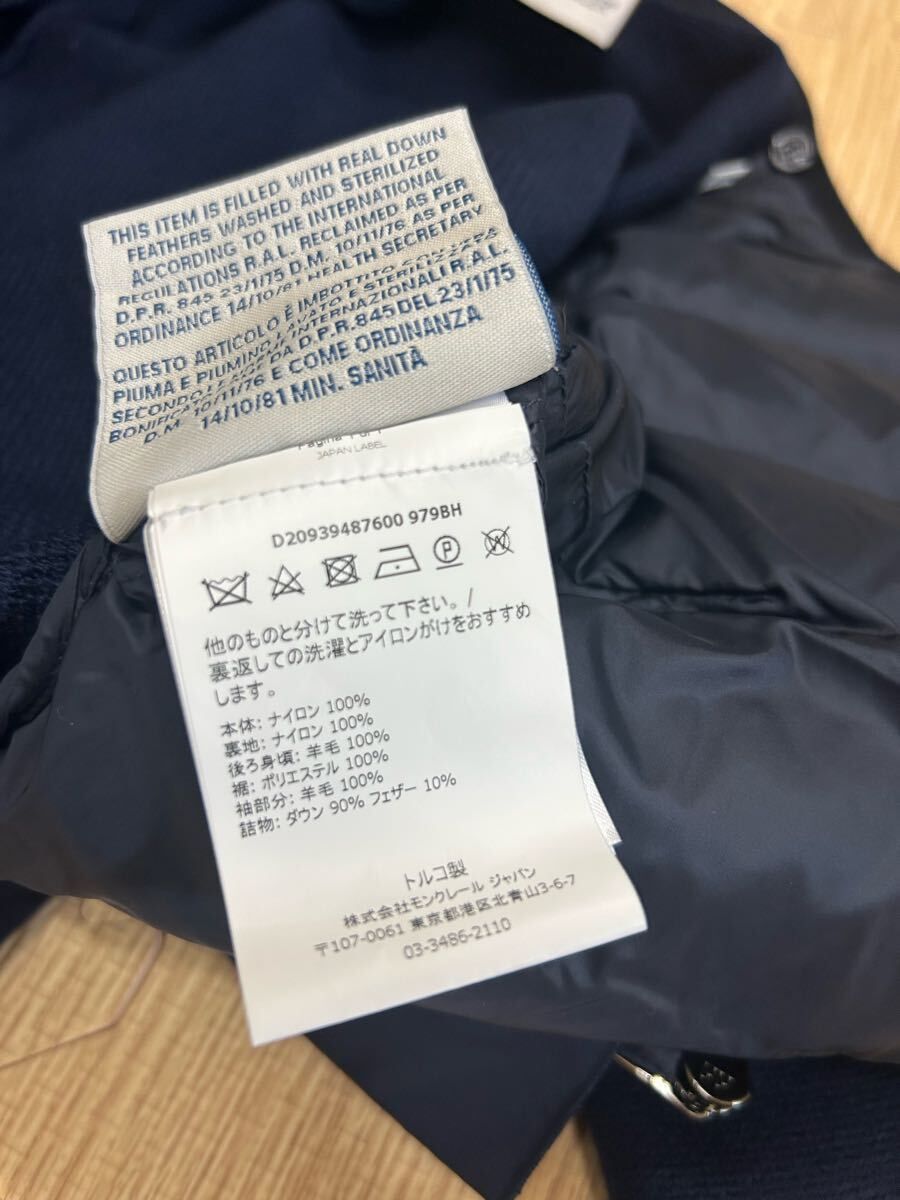 THIS ITEM IS FILLED WITH REAL DOWN
FEATHERS WASHED AND STERILIZED
ACCORDING TO THE INTERNATIONAL
REGULATIONS R.A.L. RECLAIMED AS PER
D.P.R. 845 23/1/75 D.M. 10/11/76 AS PER
ORDINANCE 14/10/81 HEALTH SECRETARY
QUESTO ARTICOLO È IMBOTTITO CON VERA
PIUMA E PIUMINO LAVATO E STERILIZZATO
SECONDO LEGGE INTERNAZIONALI R.A.L.
BONIFICATO DA D.P.R. 845 DEL 23/1/75
D.M. 10/11/76 E COME ORDINANZA
14/10/81 MIN. SANITÀ
Pagina 1 di 1
JAPAN LABEL
D20939487600 979BH
P
W
他のものと分けて洗って下さい。/
裏返しての洗濯とアイロンがけをおすすめ
します。
本体: ナイロン 100%
裏地: ナイロン 100%
後ろ身頃: 羊毛 100%
裾: ポリエステル 100%
袖部分: 羊毛 100%
詰物: ダウン 90% フェザー 10%
トルコ製
株式会社モンクレール ジャパン
〒107-0061 東京都港区北青山3-6-7
03-3486-2110